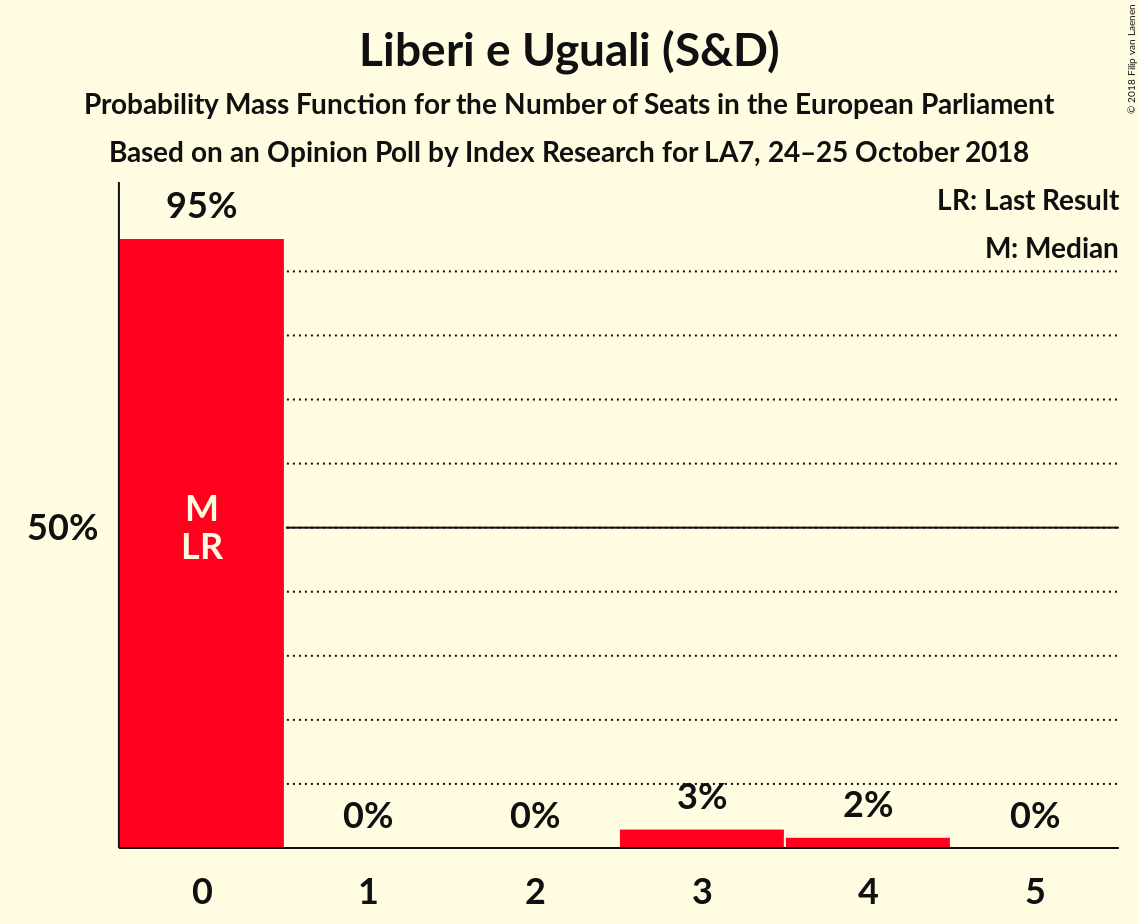 Liberi e Uguali (S&D)
Probability Mass Function for the Number of Seats in the European Parliament
Based on an Opinion Poll by Index Research for LA7, 24–25 October 2018
© 2018 Filip van Laenen
LR: Last Result
M: Median
95%
50%
M
LR
0%
0%
3%
2%
0%
0
1
2
3
4
5